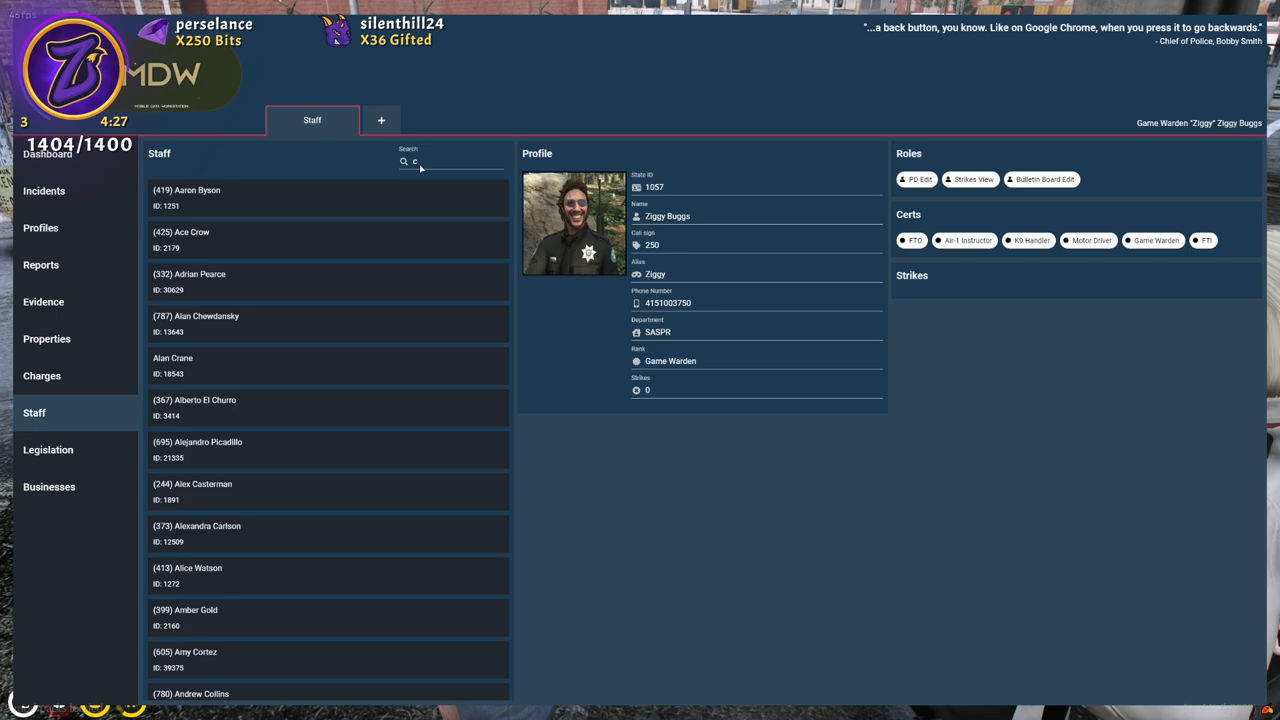 46fps
perselance
X250 Bits
silenthill24
X36 Gifted
"...a back button, you know. Like on Google Chrome, when you press it to go backwards."
- Chief of Police, Bobby Smith
MDW
MOBILE DATA WORKSTATION
3 4:27
Staff
+
Game Warden "Ziggy" Ziggy Buggs
1404/1400
Dashboard
Incidents
Profiles
Reports
Evidence
Properties
Charges
Staff
Legislation
Businesses
Staff
Search
c
(419) Aaron Byson
ID: 1251
(425) Ace Crow
ID: 2179
(332) Adrian Pearce
ID: 30629
(787) Alan Chewdansky
ID: 13643
Alan Crane
ID: 18543
(367) Alberto El Churro
ID: 3414
(695) Alejandro Picadillo
ID: 21335
(244) Alex Casterman
ID: 1891
(373) Alexandra Carlson
ID: 12509
(413) Alice Watson
ID: 1272
(399) Amber Gold
ID: 2160
(605) Amy Cortez
ID: 39375
(780) Andrew Collins
Profile
State ID
1057
Name
Ziggy Buggs
Call sign
250
Alias
Ziggy
Phone Number
4151003750
Department
SASPR
Rank
Game Warden
Strikes
0
Roles
PD Edit
Strikes View
Bulletin Board Edit
Certs
FTO
Air-1 Instructor
K9 Handler
Motor Driver
Game Warden
FTI
Strikes